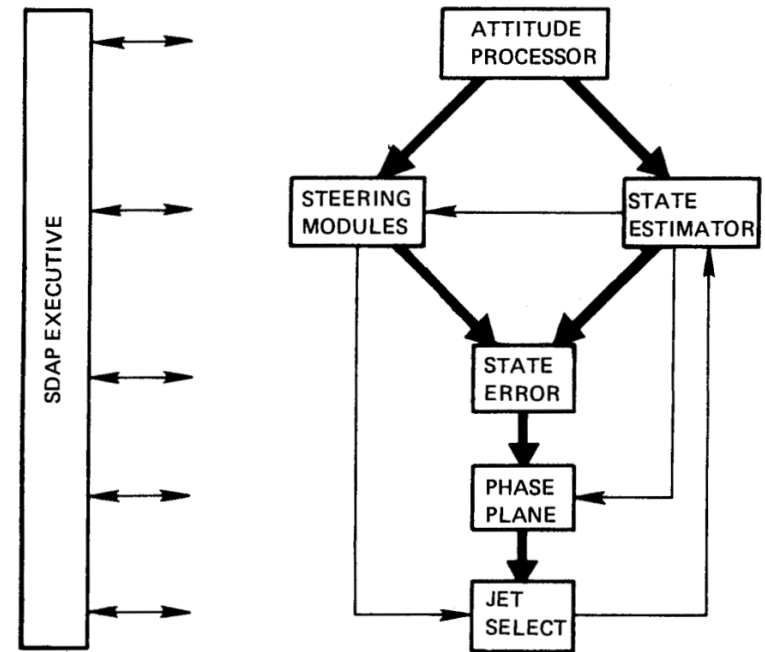 SDAP EXECUTIVE
ATTITUDE
PROCESSOR
STEERING
MODULES
STATE
ESTIMATOR
STATE
ERROR
PHASE
PLANE
JET
SELECT